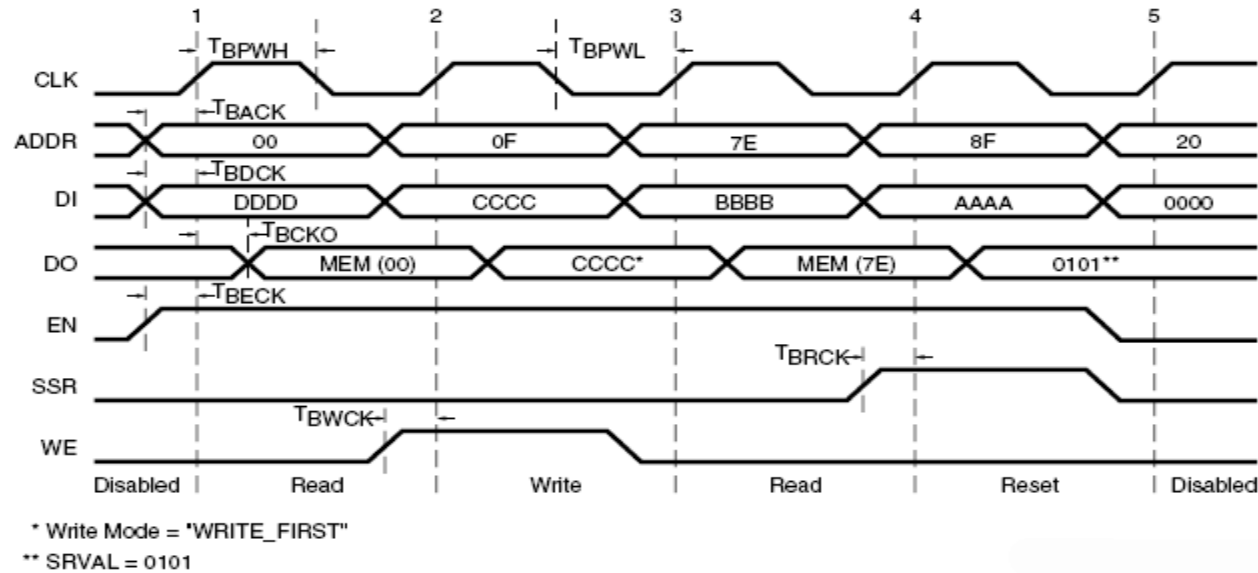 1 2 3 4 5
TBPWH TBPWL
CLK
TBACK
ADDR 00 0F 7E 8F 20
TBDCK
DI DDDD CCCC BBBB AAAA 0000
TBCKO
DO MEM (00) CCCC* MEM (7E) 0101**
TBECK
EN
TBRCK
SSR
TBWCK
WE
Disabled Read Write Read Reset Disabled
* Write Mode = "WRITE_FIRST"
** SRVAL = 0101